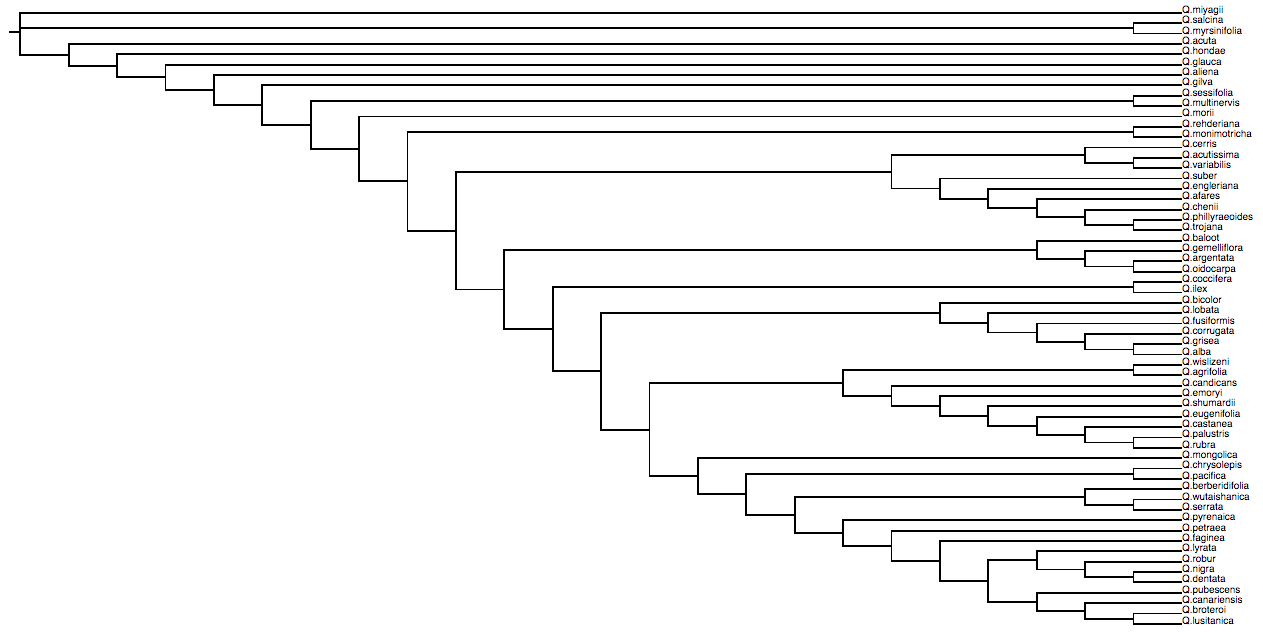 Q.miyagii
Q.salcina
Q.myrsinifolia
Q.acuta
Q.hondae
Q.glauca
Q.aliena
Q.gilva
Q.sessifolia
Q.multinervis
Q.morii
Q.rehderiana
Q.monimotricha
Q.cerris
Q.acutissima
Q.variabilis
Q.suber
Q.engleriana
Q.afares
Q.chenii
Q.phillyraeoides
Q.trojana
Q.baloot
Q.gemelliflora
Q.argentata
Q.oidocarpa
Q.coccifera
Q.ilex
Q.bicolor
Q.lobata
Q.fusiformis
Q.corrugata
Q.grisea
Q.alba
Q.wislizeni
Q.agrifolia
Q.candicans
Q.emoryi
Q.shumardii
Q.eugenifolia
Q.castanea
Q.palustris
Q.rubra
Q.mongolica
Q.chrysolepis
Q.pacifica
Q.berberidifolia
Q.wutaishanica
Q.serrata
Q.pyrenaica
Q.petraea
Q.faginea
Q.lyrata
Q.robur
Q.nigra
Q.dentata
Q.pubescens
Q.canariensis
Q.broteroi
Q.lusitanica